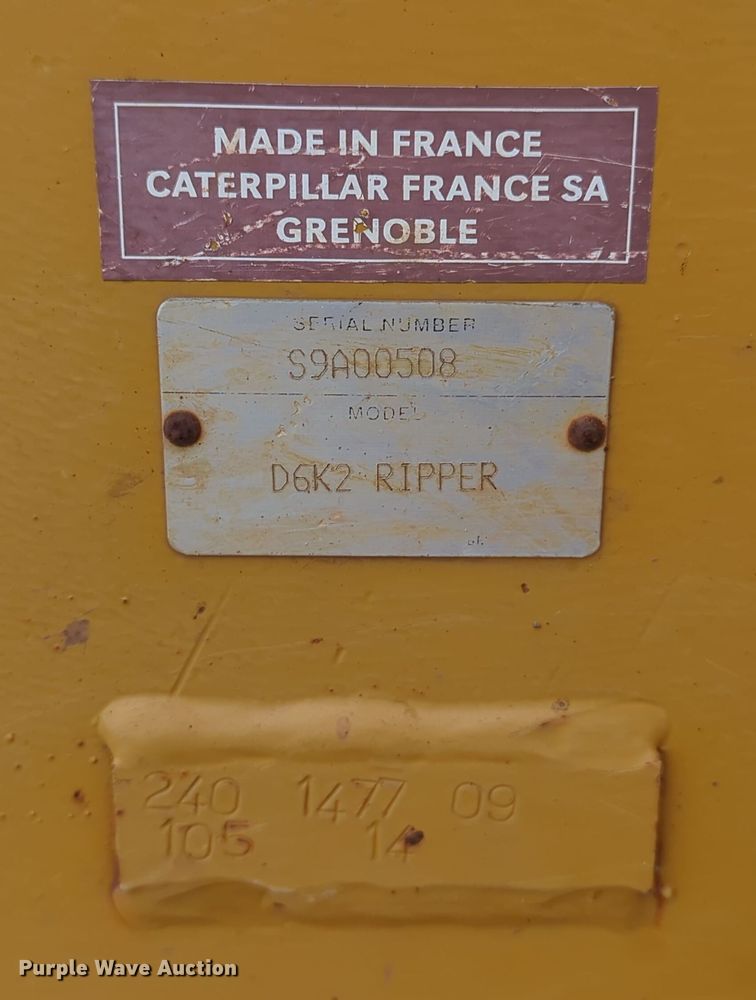 MADE IN FRANCE
CATERPILLAR FRANCE SA
GRENOBLE
SERIAL NUMBER
S9A00508
MODEL
D6K2 RIPPER
240 1477 09
105 14
Purple Wave Auction